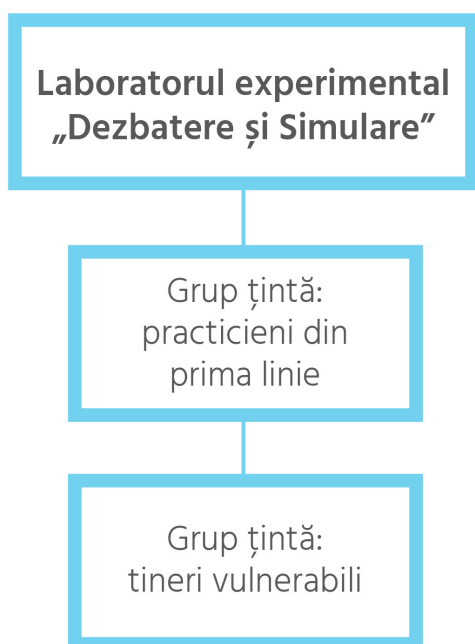 Laboratorul experimental
„Dezbatere și Simulare”
Grup țintă:
practicieni din
prima linie
Grup țintă:
tineri vulnerabili